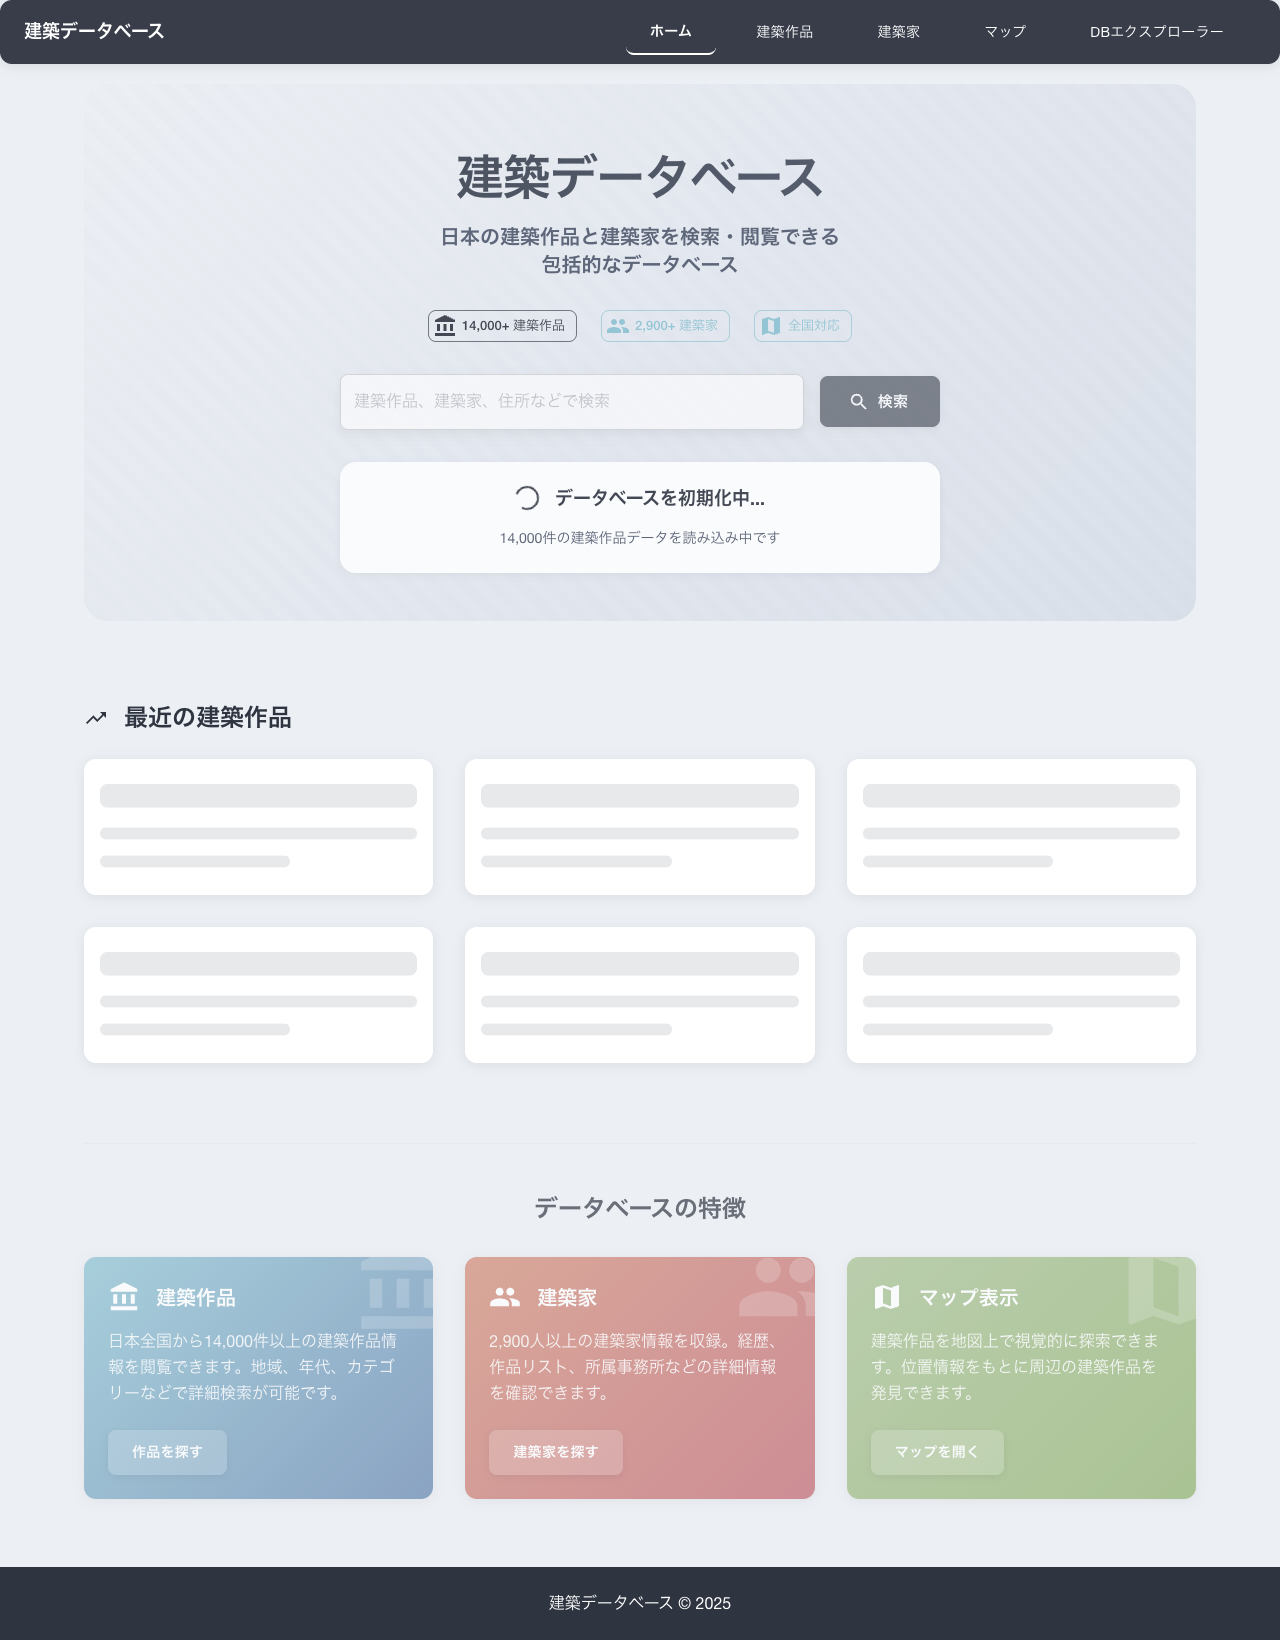 建築データベース
ホーム
建築作品
建築家
マップ
DBエクスプローラー
建築データベース
日本の建築作品と建築家を検索・閲覧できる
包括的なデータベース
14,000+ 建築作品
2,900+ 建築家
全国対応
建築作品、建築家、住所などで検索
検索
データベースを初期化中...
14,000件の建築作品データを読み込み中です
最近の建築作品
データベースの特徴
建築作品
日本全国から14,000件以上の建築作品情
報を閲覧できます。地域、年代、カテゴ
リーなどで詳細検索が可能です。
作品を探す
建築家
2,900人以上の建築家情報を収録。経歴、
作品リスト、所属事務所などの詳細情報
を確認できます。
建築家を探す
マップ表示
建築作品を地図上で視覚的に探索できま
す。位置情報をもとに周辺の建築作品を
発見できます。
マップを開く
建築データベース © 2025